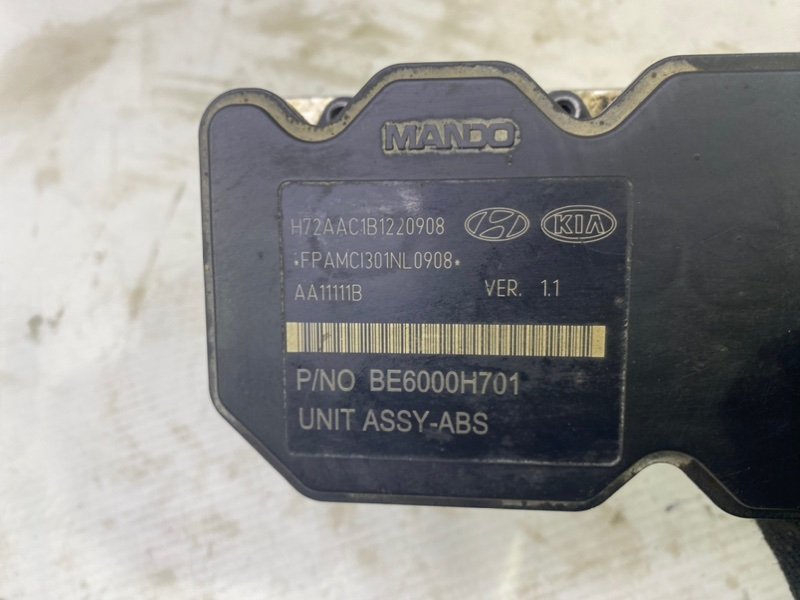 MANDO
H72AAC1B1220908 KIA
*FPAMCI301NL0908*
AA11111B VER. 1.1
P/NO BE6000H701
UNIT ASSY-ABS